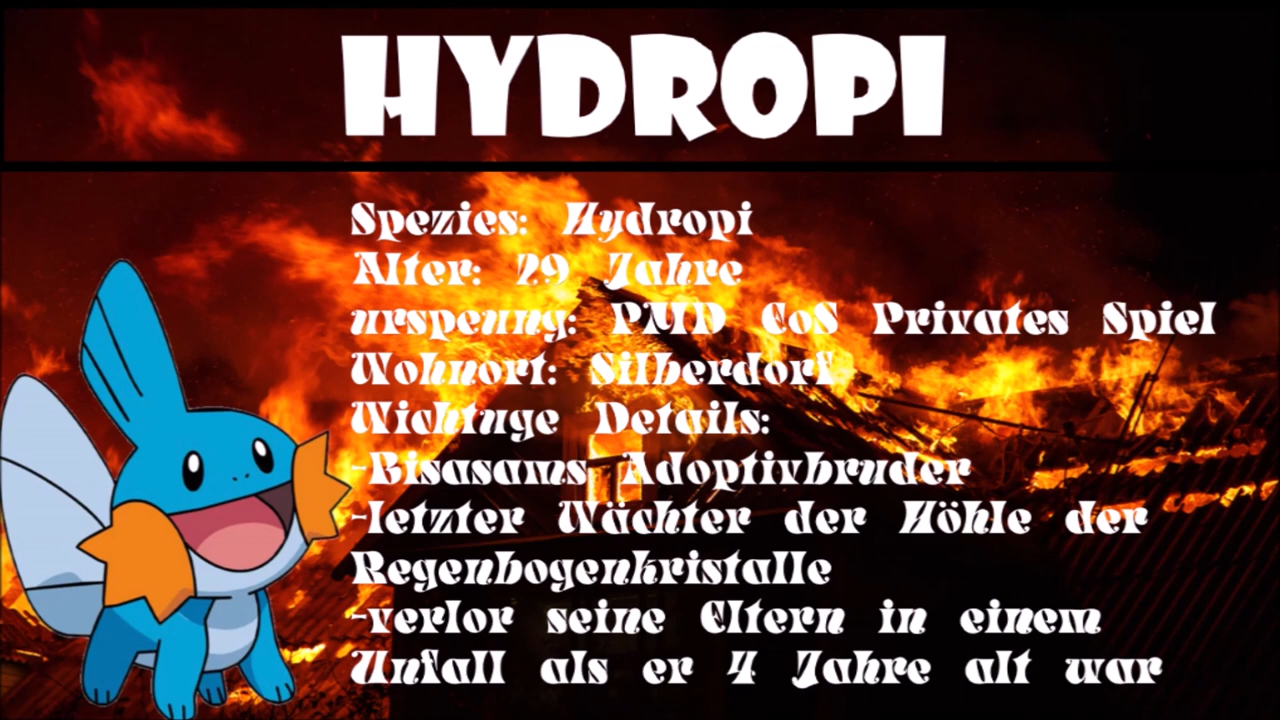 HYDROPI
Spezies: Hydropi
Alter: 29 Jahre
ursprung: PMD CoS Privates Spiel
Wohnort: Silberdorf
Wichtige Details:
-Bisasams Adoptivbruder
-letzter Wächter der Höhle der
Regenbogenkristalle
-verlor seine Eltern in einem
Unfall als er 4 Jahre alt war